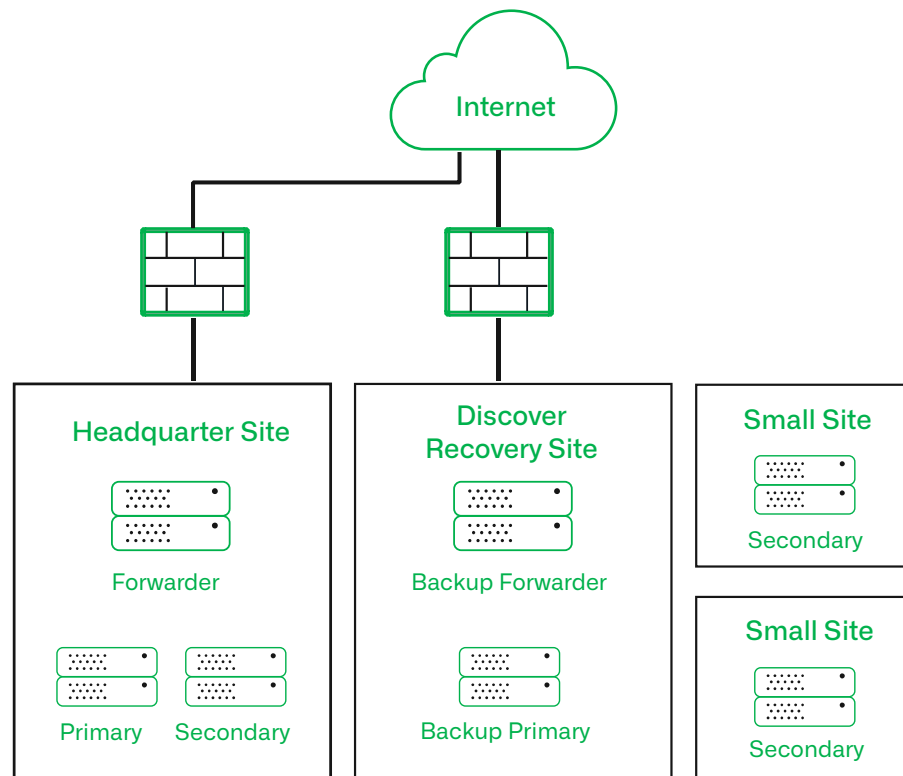 Internet
Headquarter Site
Forwarder
Primary
Secondary
Discover
Recovery Site
Backup Forwarder
Backup Primary
Small Site
Secondary
Small Site
Secondary